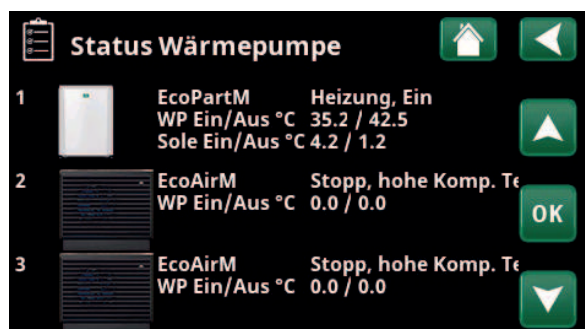 Status Wärmepumpe
1 EcoPartM Heizung, Ein
WP Ein/Aus °C 35.2 / 42.5
Sole Ein/Aus °C 4.2 / 1.2
2 EcoAirM Stopp, hohe Komp. Te
WP Ein/Aus °C 0.0 / 0.0
OK
3 EcoAirM Stopp, hohe Komp. Te
WP Ein/Aus °C 0.0 / 0.0